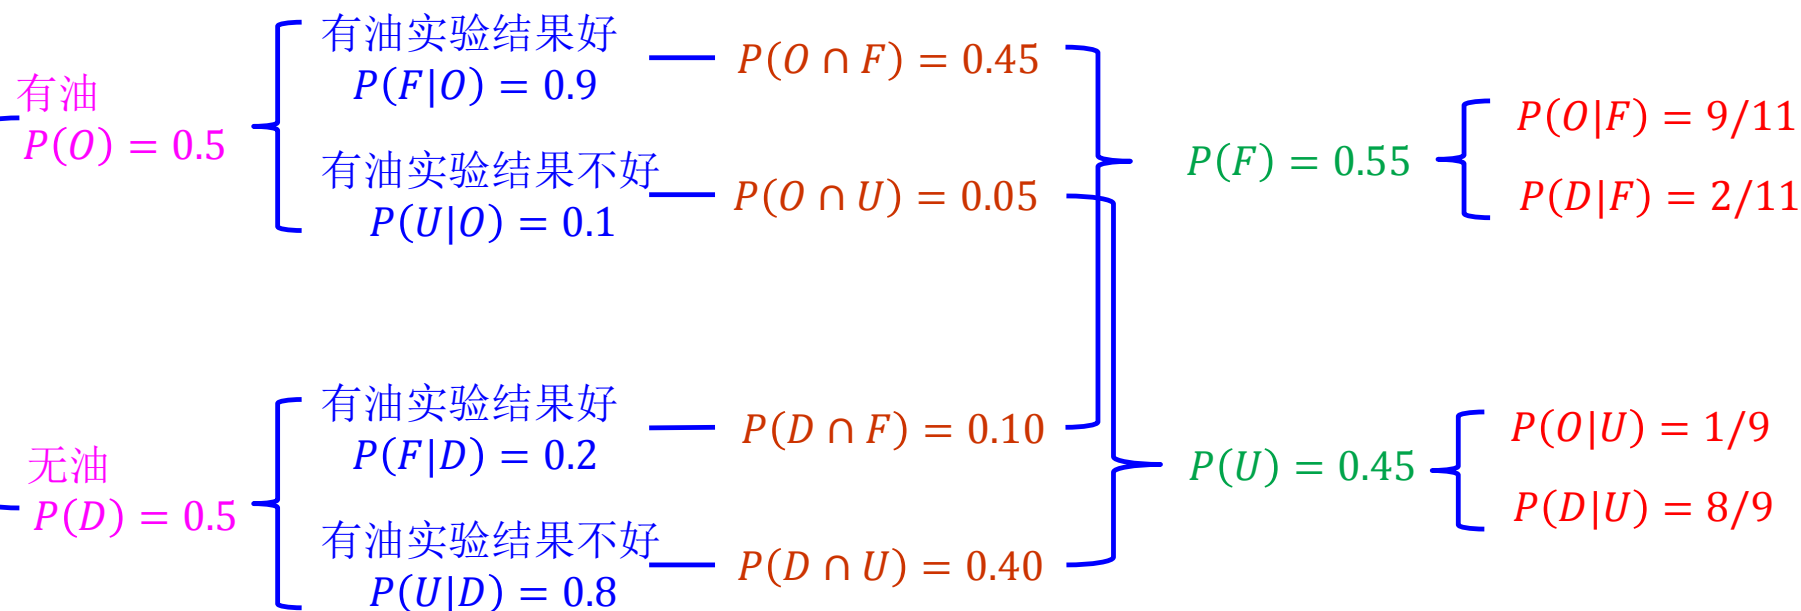 有油
P(O) = 0.5
有油实验结果好
P(F|O) = 0.9
有油实验结果不好
P(U|O) = 0.1
P(O ∩ F) = 0.45
P(O ∩ U) = 0.05
P(F) = 0.55
P(O|F) = 9/11
P(D|F) = 2/11
无油
P(D) = 0.5
有油实验结果好
P(F|D) = 0.2
有油实验结果不好
P(U|D) = 0.8
P(D ∩ F) = 0.10
P(D ∩ U) = 0.40
P(U) = 0.45
P(O|U) = 1/9
P(D|U) = 8/9